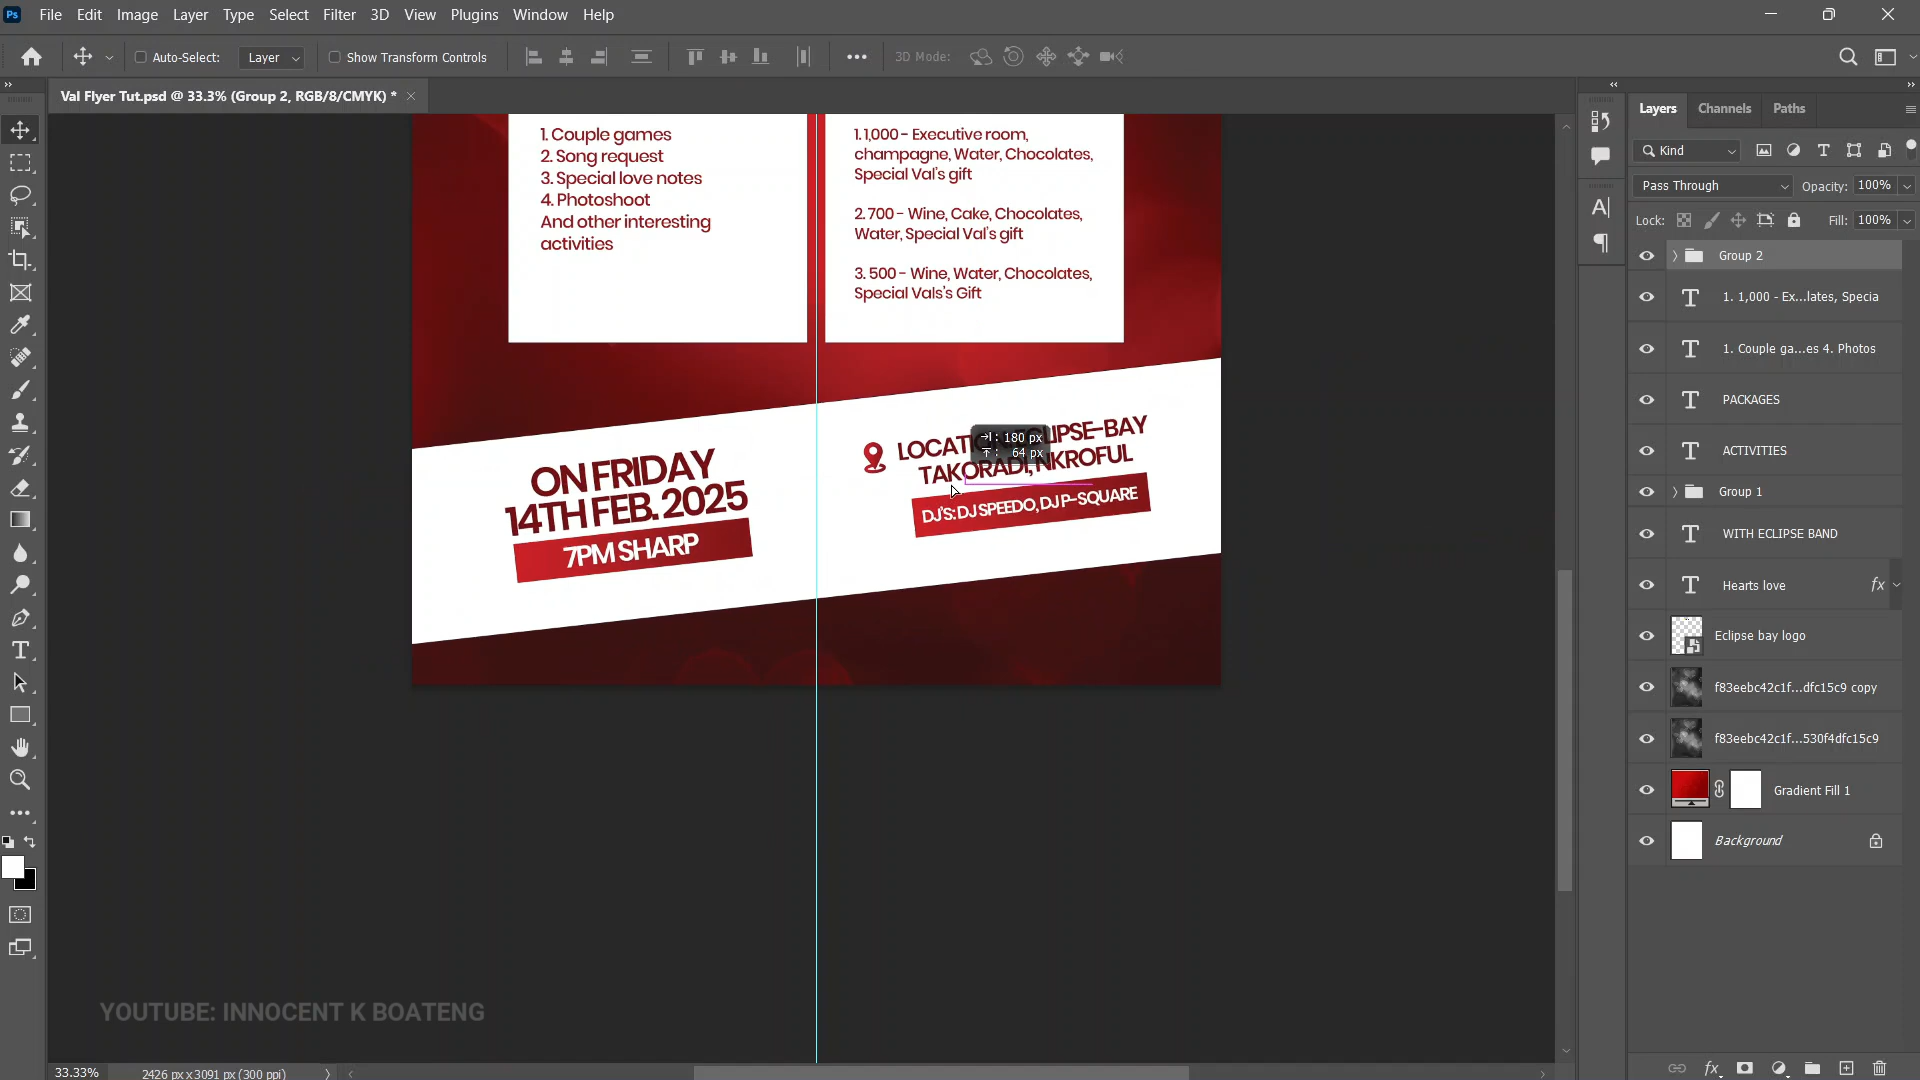 Ps File Edit Image Layer Type Select Filter 3D View Plugins Window Help
Auto-Select: Layer Show Transform Controls 3D Mode:
Val Flyer Tut.psd @ 33.3% (Group 2, RGB/8/CMYK) *
1. Couple games
2. Song request
3. Special love notes
4. Photoshoot
And other interesting
activities
1. 1,000 - Executive room,
champagne, Water, Chocolates,
Special Val's gift
2. 700 - Wine, Cake, Chocolates,
Water, Special Val's gift
3. 500 - Wine, Water, Chocolates,
Special Vals's Gift
ON FRIDAY
14TH FEB. 2025
7PM SHARP
ECLIPSE-BAY
TAKORADI, NKROFUL
DJ'S: DJ SPEEDO, DJ P-SQUARE
180 px
64 px
Layers Channels Paths
Kind
Pass Through Opacity: 100%
Lock: Fill: 100%
Group 2
1. 1,000 - Ex...lates, Specia
1. Couple ga...es 4. Photos
PACKAGES
ACTIVITIES
Group 1
WITH ECLIPSE BAND
Hearts love fx
Eclipse bay logo
f83eebc42c1f...dfc15c9 copy
f83eebc42c1f...530f4dfc15c9
Gradient Fill 1
Background
YOUTUBE: INNOCENT K BOATENG
33.33% 2426 px x 3091 px (300 ppi)
fx